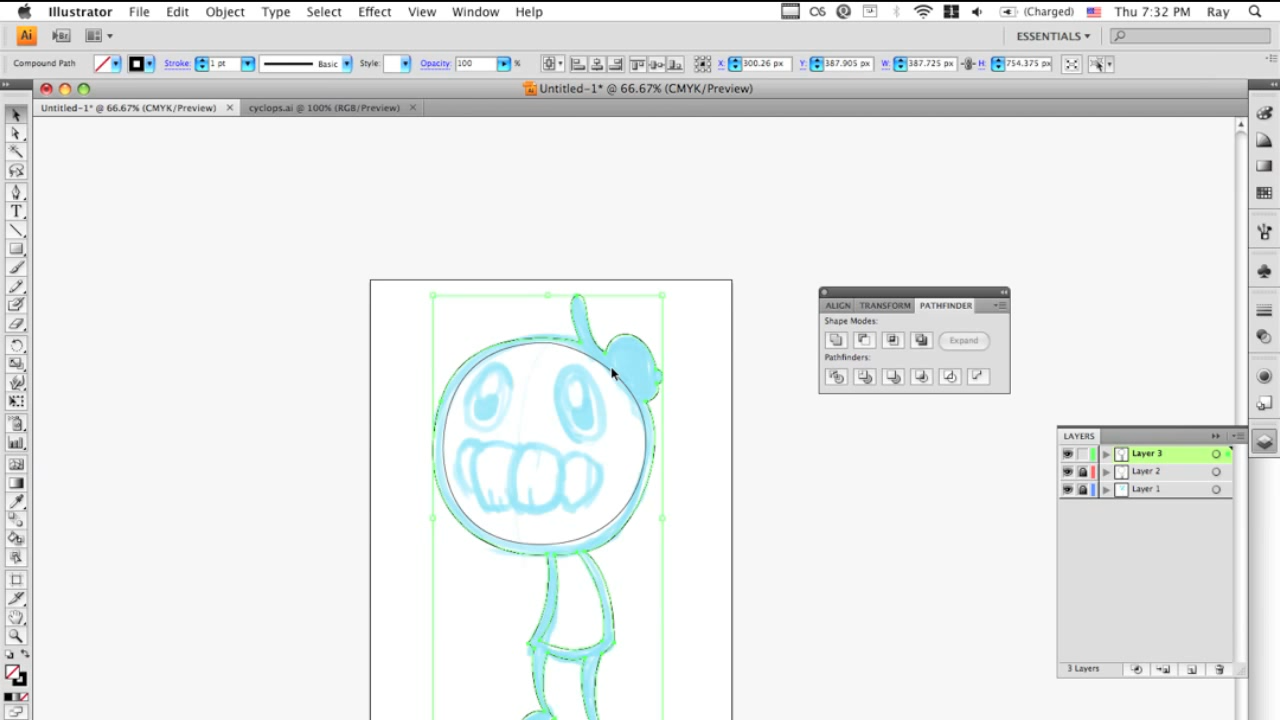 Illustrator File Edit Object Type Select Effect View Window Help (Charged) Thu 7:32 PM Ray
Ai Br ESSENTIALS
Compound Path Stroke: 1 pt Basic Style: Opacity: 100 % X: 300.26 px Y: 387.905 px W: 387.725 px H: 754.375 px
Untitled-1* @ 66.67% (CMYK/Preview)
Untitled-1* @ 66.67% (CMYK/Preview) cyclops.ai @ 100% (RGB/Preview)
ALIGN TRANSFORM PATHFINDER
Shape Modes:
Expand
Pathfinders:
LAYERS
Layer 3
Layer 2
Layer 1
3 Layers